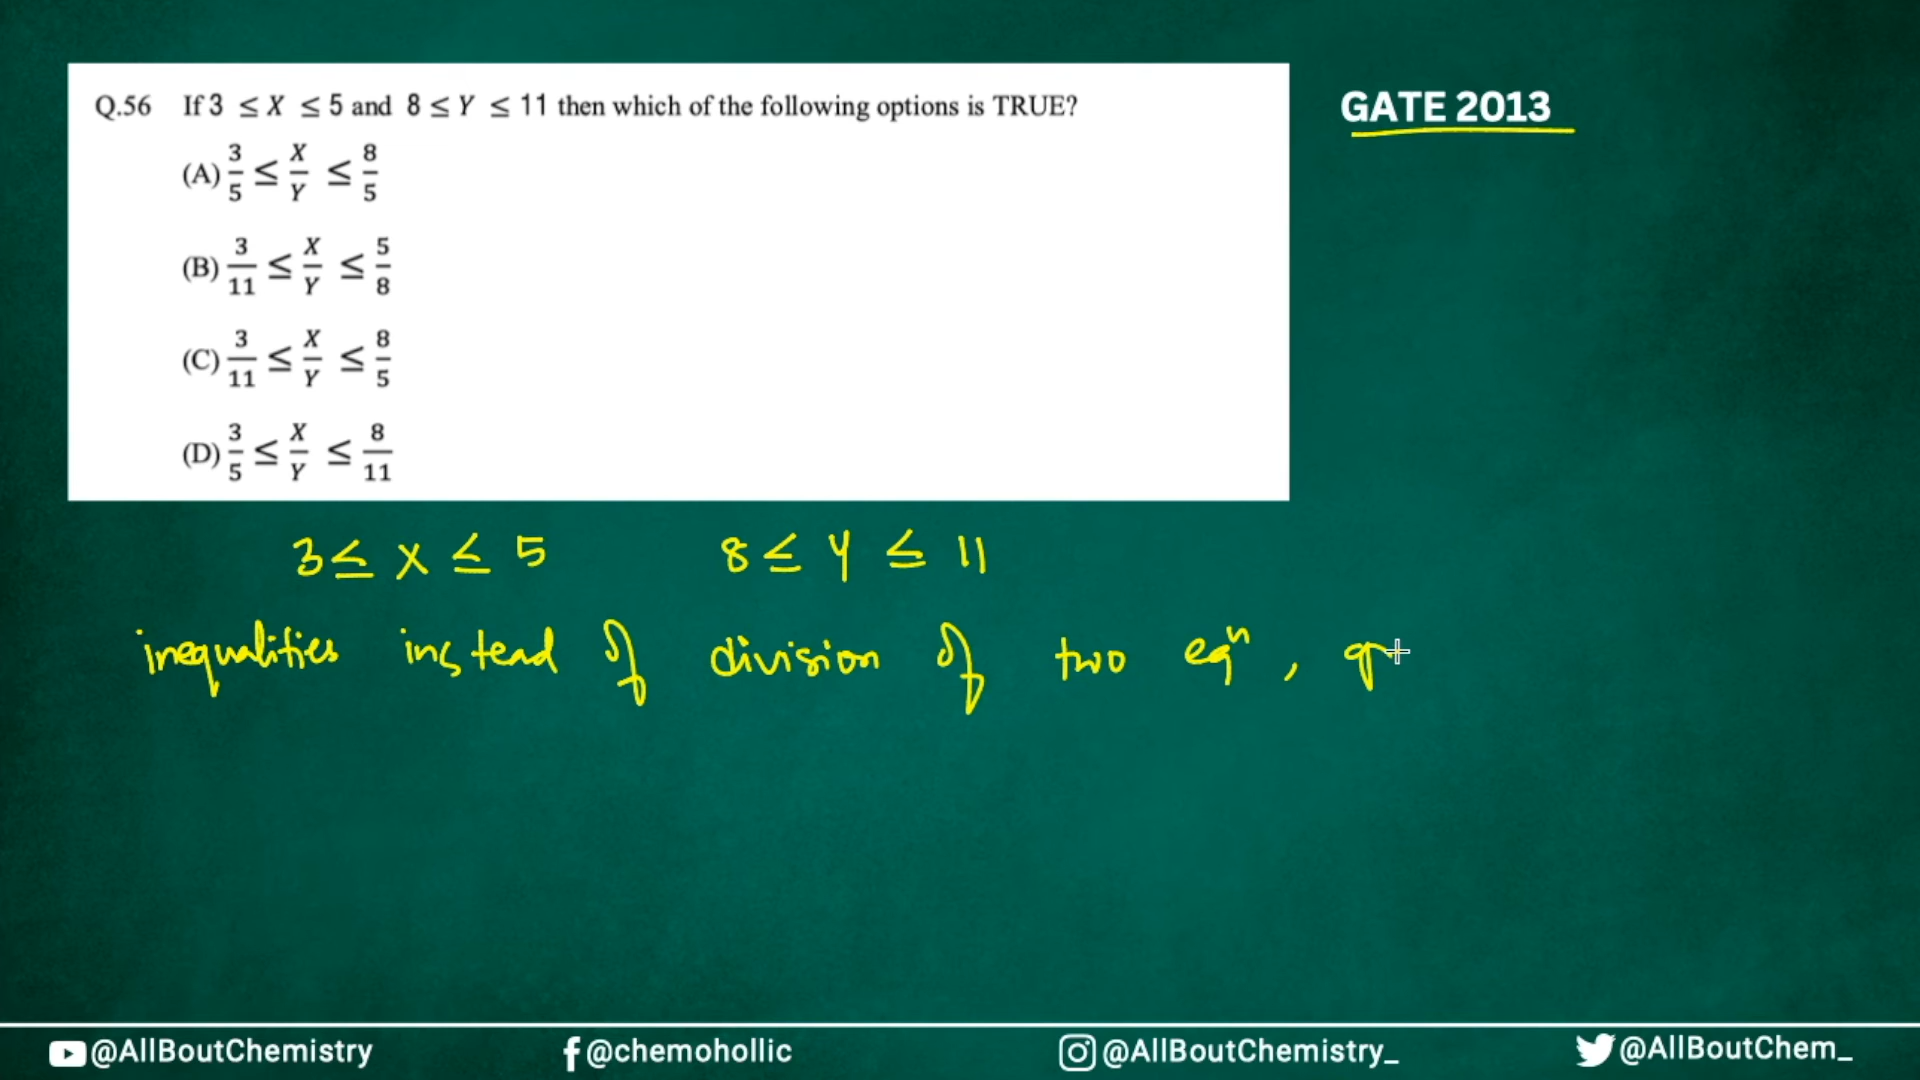 Q.56 If 3 ≤ X ≤ 5 and 8 ≤ Y ≤ 11 then which of the following options is TRUE?
GATE 2013
(A) 3/5 ≤ X/Y ≤ 8/5
(B) 3/11 ≤ X/Y ≤ 5/8
(C) 3/11 ≤ X/Y ≤ 8/5
(D) 3/5 ≤ X/Y ≤ 8/11
3 ≤ x ≤ 5 8 ≤ y ≤ 11
inequalities instead of division of two eqⁿ,
@AllBoutChemistry @chemohollic @AllBoutChemistry_ @AllBoutChem_